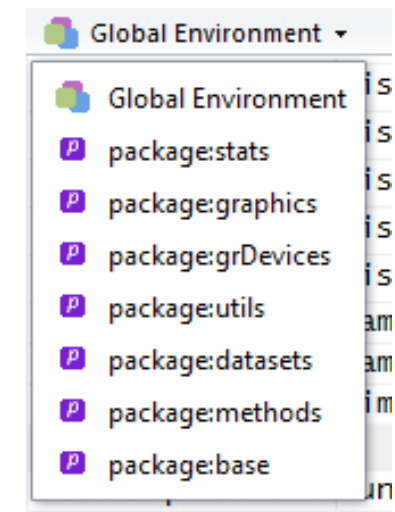 Global Environment
Global Environment
package:stats
package:graphics
package:grDevices
package:utils
package:datasets
package:methods
package:base